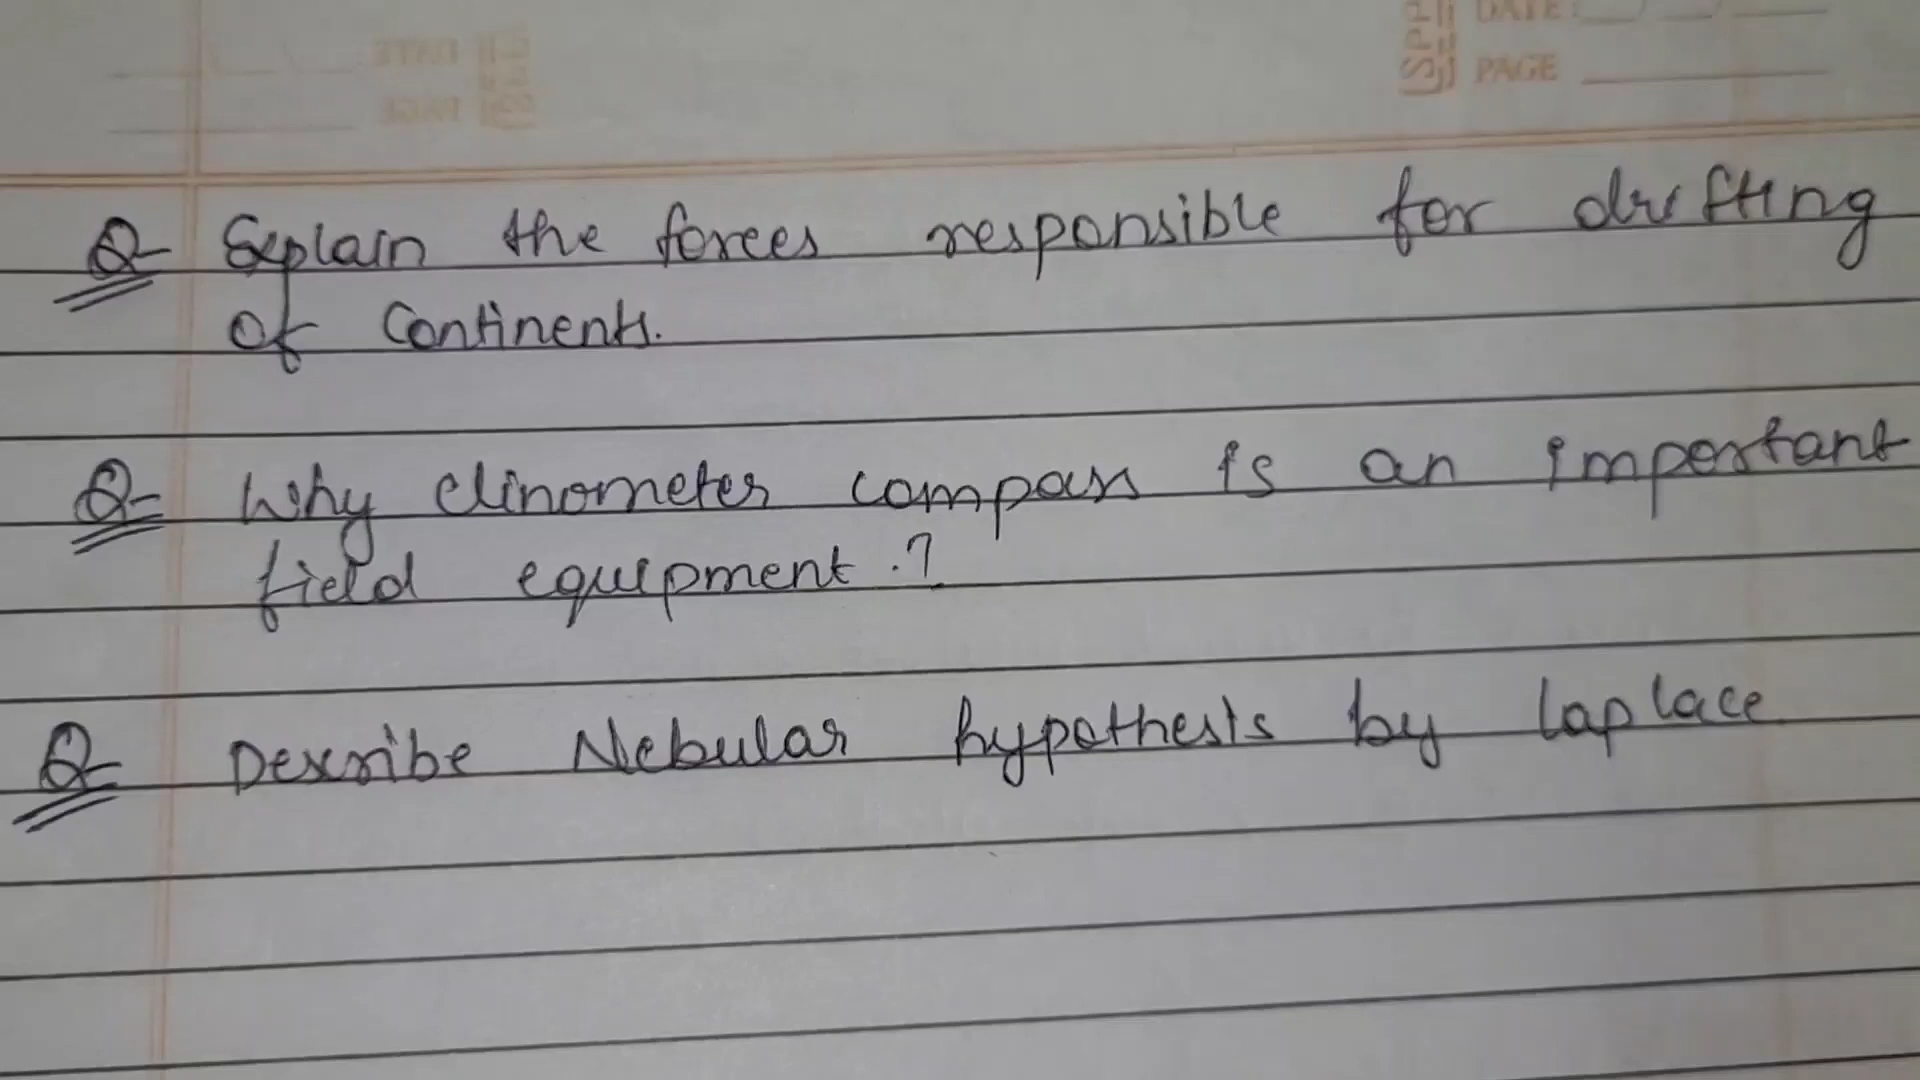 DATE:
PAGE
Q- Explain the forces responsible for drifting
of Continents.
Q- Why clinometer compass is an important
field equipment.?
Q- Describe Nebular hypothesis by laplace